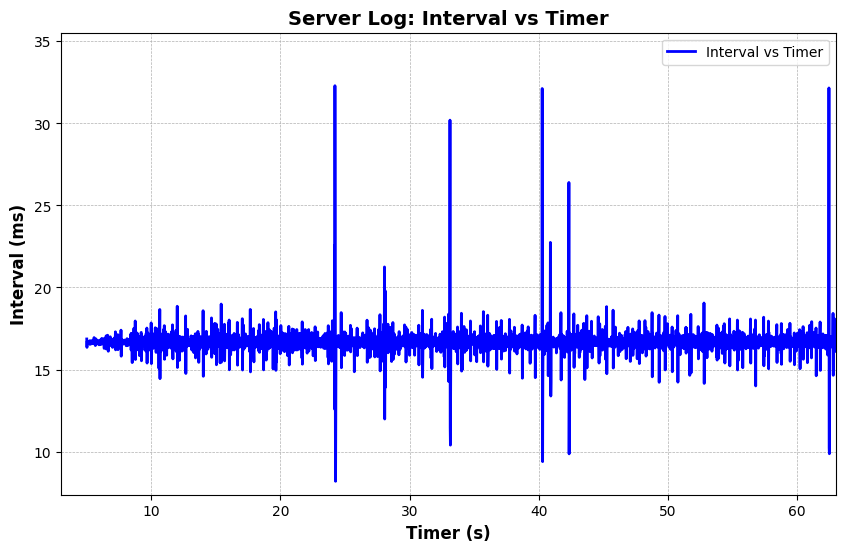 Server Log: Interval vs Timer
Interval vs Timer
35
30
25
20
15
10
Interval (ms)
10 20 30 40 50 60
Timer (s)